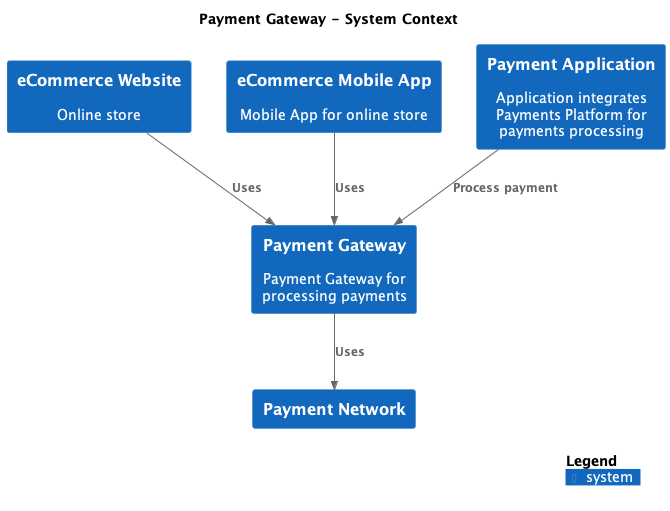 Payment Gateway – System Context
eCommerce Website
Online store
eCommerce Mobile App
Mobile App for online store
Payment Application
Application integrates
Payments Platform for
payments processing
Uses
Uses
Process payment
Payment Gateway
Payment Gateway for
processing payments
Uses
Payment Network
Legend
system